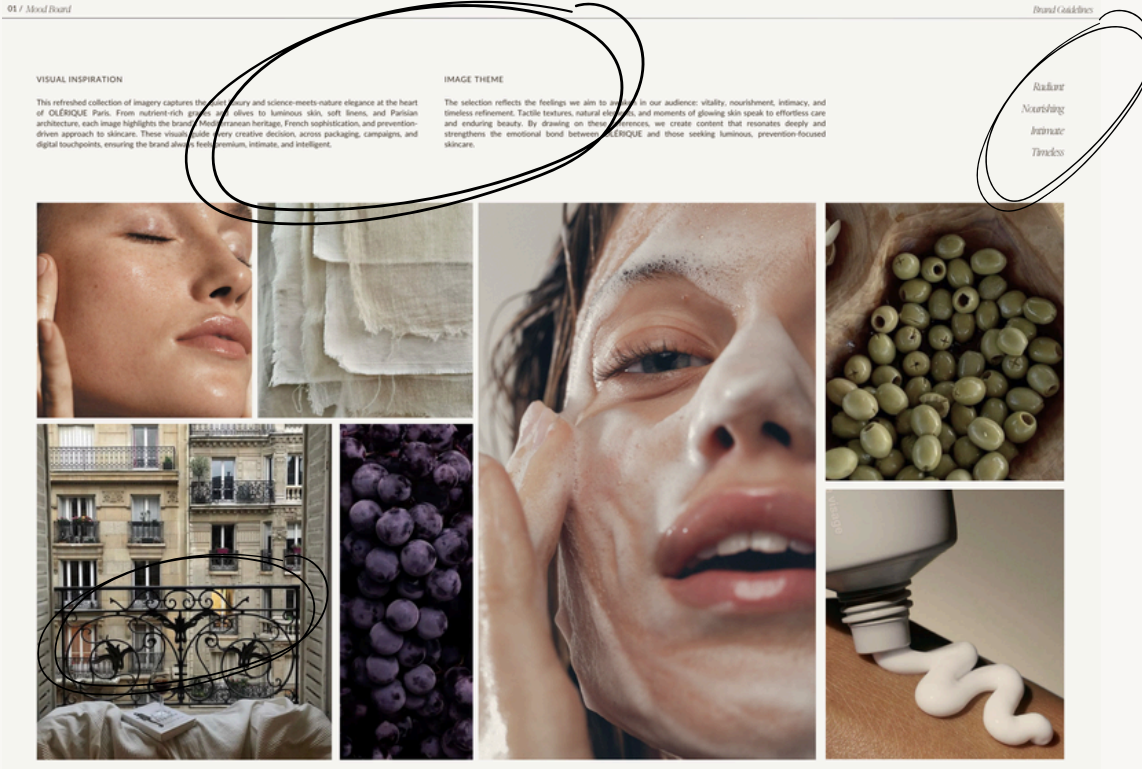 01 / Mood Board
Brand Guidelines
VISUAL INSPIRATION
This refreshed collection of imagery captures the quiet luxury and science-meets-nature elegance at the heart
of OLÉRIQUE Paris. From nutrient-rich grapes and olives to luminous skin, soft linens, and Parisian
architecture, each image highlights the brand's Mediterranean heritage, French sophistication, and prevention-
driven approach to skincare. These visuals guide every creative decision, across packaging, campaigns, and
digital touchpoints, ensuring the brand always feels premium, intimate, and intelligent.
IMAGE THEME
The selection reflects the feelings we aim to awaken in our audience: vitality, nourishment, intimacy, and
timeless refinement. Tactile textures, natural elements, and moments of glowing skin speak to effortless care
and enduring beauty. By drawing on these references, we create content that resonates deeply and
strengthens the emotional bond between OLÉRIQUE and those seeking luminous, prevention-focused
skincare.
Radiant
Nourishing
Intimate
Timeless